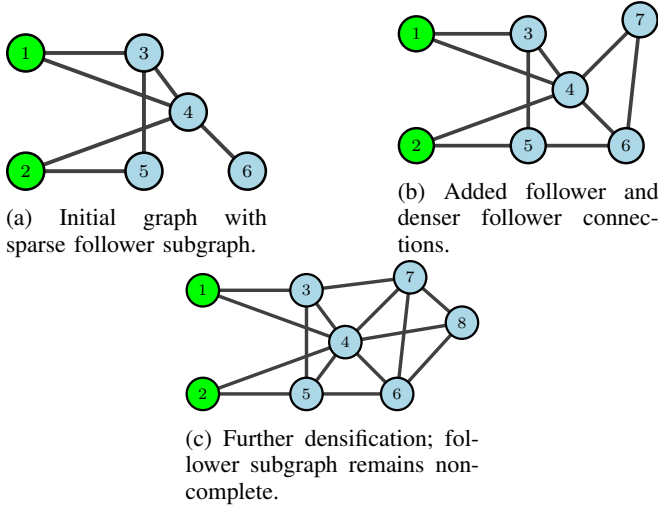 1
3
4
2
5
6
(a) Initial graph with
sparse follower subgraph.
1
3
7
4
2
5
6
(b) Added follower and
denser follower connec-
tions.
1
3
7
8
4
2
5
6
(c) Further densification; fol-
lower subgraph remains non-
complete.